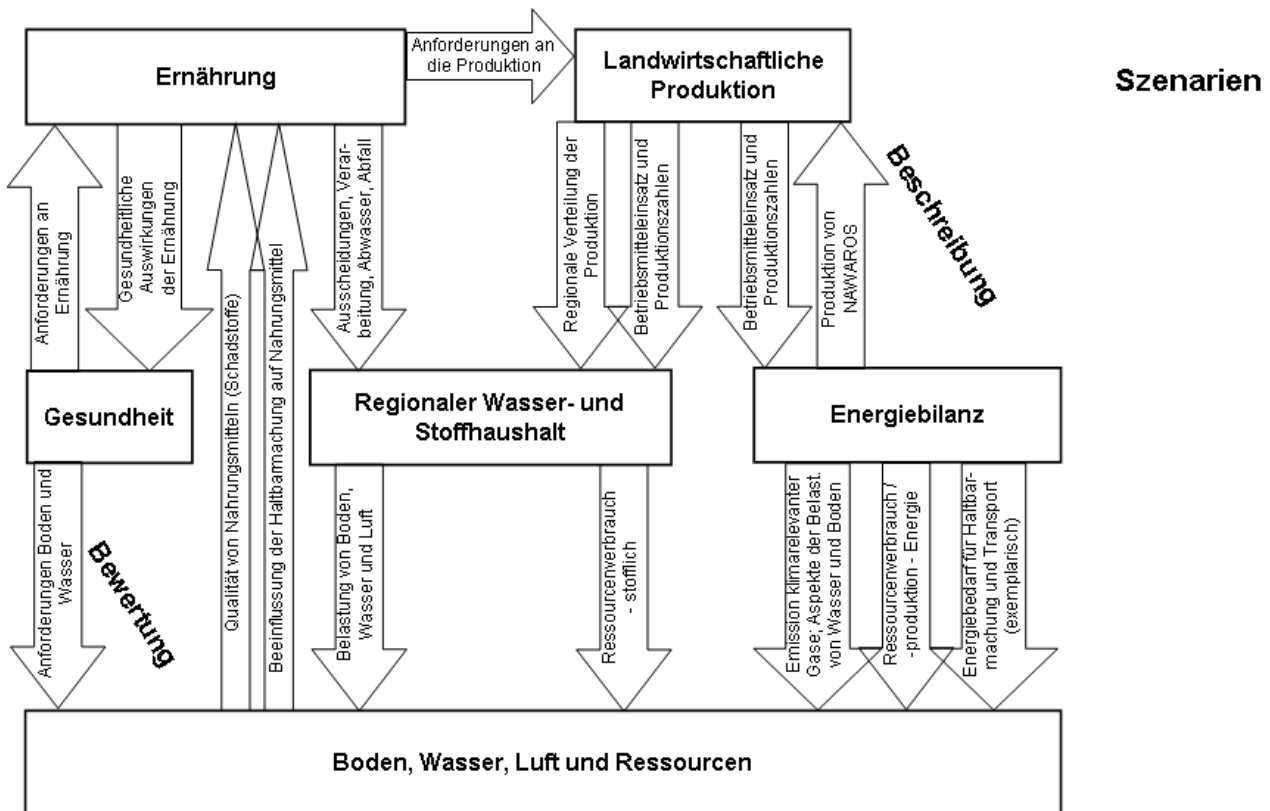 Ernährung
Anforderungen an
die Produktion
Landwirtschaftliche
Produktion
Szenarien
Anforderungen an
Ernährung
Gesundheitliche
Auswirkungen
der Ernährung
Qualität von Nahrungsmitteln (Schadstoffe)
Beeinflussung der Haltbarmachung auf Nahrungsmittel
Ausscheidungen, Verar-
beitung, Abwasser, Abfall
Regionale Verteilung der
Produktion
Betriebsmitteleinsatz und
Produktionszahlen
Betriebsmitteleinsatz und
Produktionszahlen
Produktion von
NAWAROS
Beschreibung
Gesundheit
Regionaler Wasser- und
Stoffhaushalt
Energiebilanz
Anforderungen Boden und
Wasser
Bewertung
Belastung von Boden,
Wasser und Luft
Ressourcenverbrauch
- stofflich
Emission klimarelevanter
Gase; Aspekte der Belast.
von Wasser und Boden
Ressourcenverbrauch /
-produktion - Energie
Energiebedarf für Haltbar-
machung und Transport
(exemplarisch)
Boden, Wasser, Luft und Ressourcen